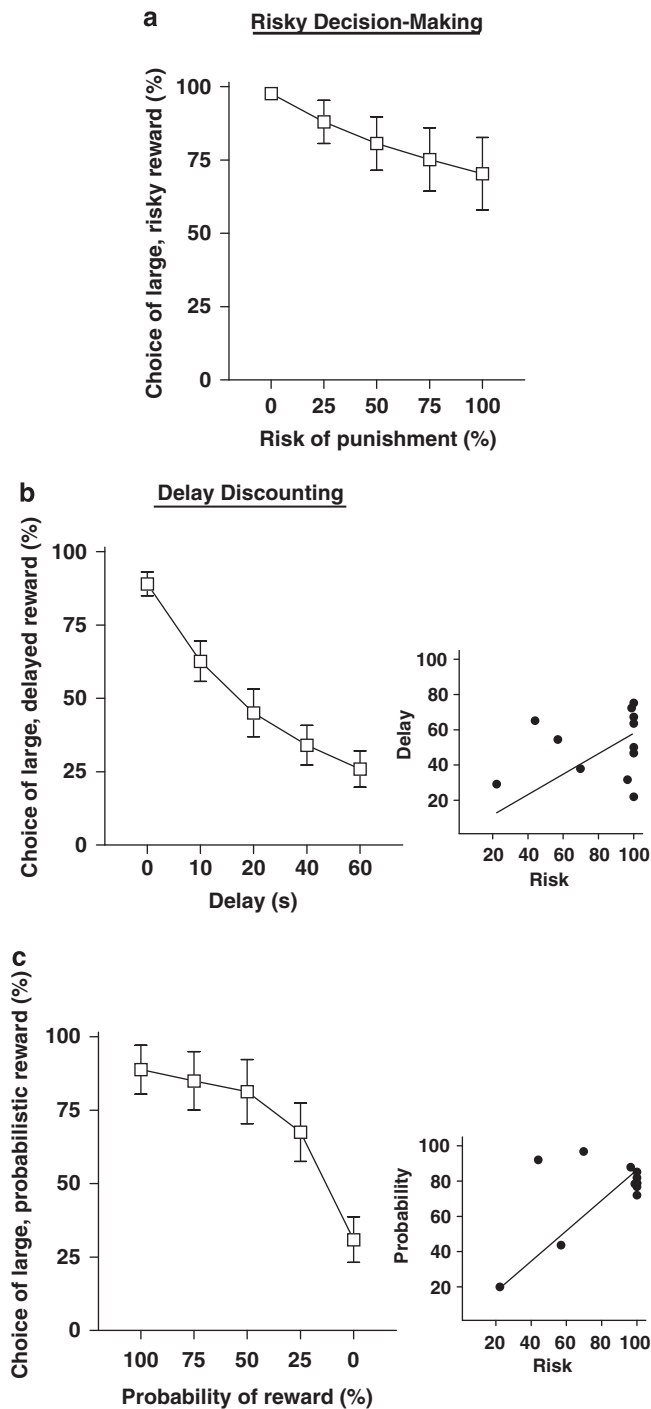 a
Risky Decision-Making
Choice of large, risky reward (%)
100
75
50
25
0
0 25 50 75 100
Risk of punishment (%)
b
Delay Discounting
Choice of large, delayed reward (%)
100
75
50
25
0
0 10 20 40 60
Delay (s)
Delay
100
80
60
40
20
20 40 60 80 100
Risk
c
Choice of large, probabilistic reward (%)
100
75
50
25
0
100 75 50 25 0
Probability of reward (%)
Probability
100
80
60
40
20
20 40 60 80 100
Risk